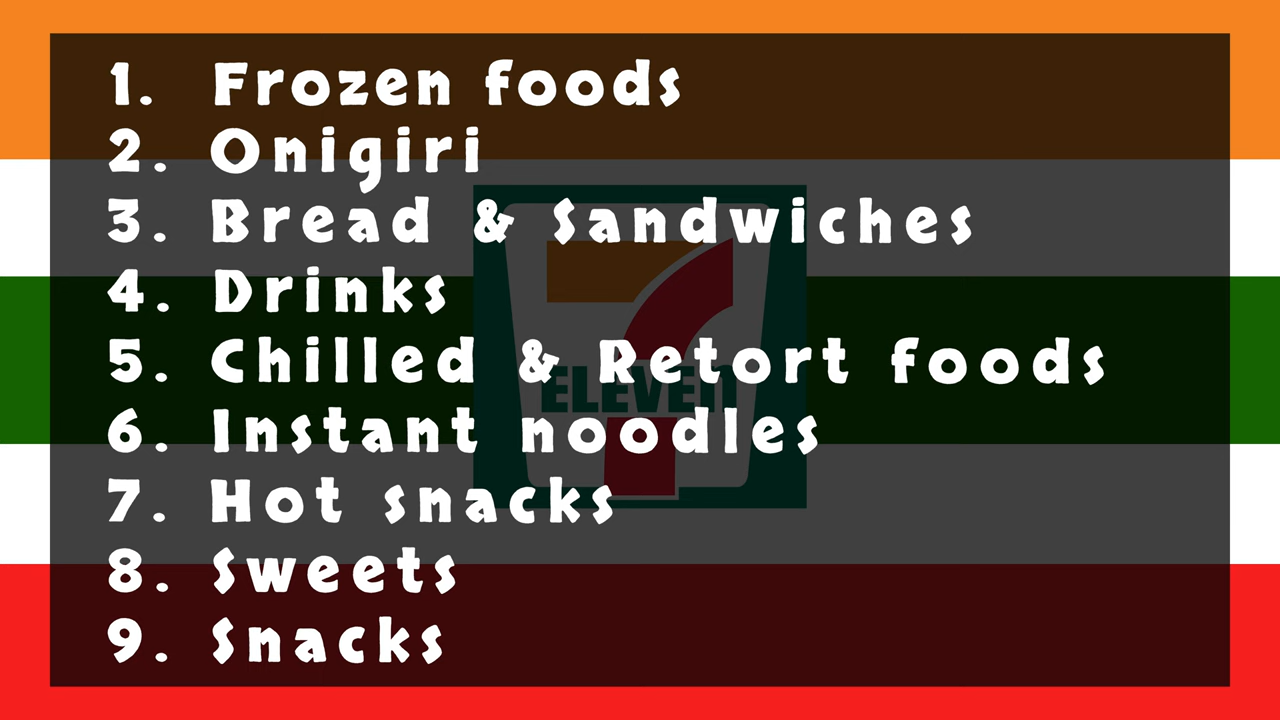 1. Frozen foods
2. Onigiri
3. Bread & Sandwiches
4. Drinks
5. Chilled & Retort foods
ELEVEn
6. Instant noodles
7. Hot snacks
8. Sweets
9. Snacks